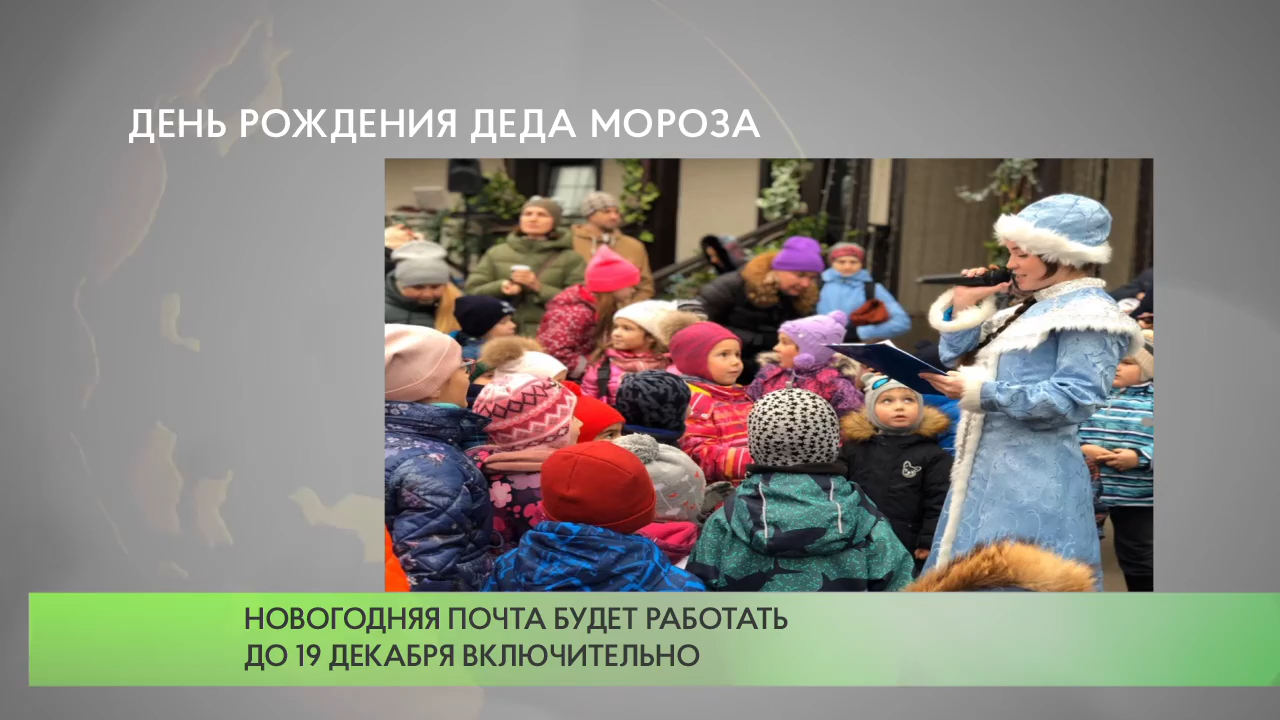 ДЕНЬ РОЖДЕНИЯ ДЕДА МОРОЗА
НОВОГОДНЯЯ ПОЧТА БУДЕТ РАБОТАТЬ
ДО 19 ДЕКАБРЯ ВКЛЮЧИТЕЛЬНО